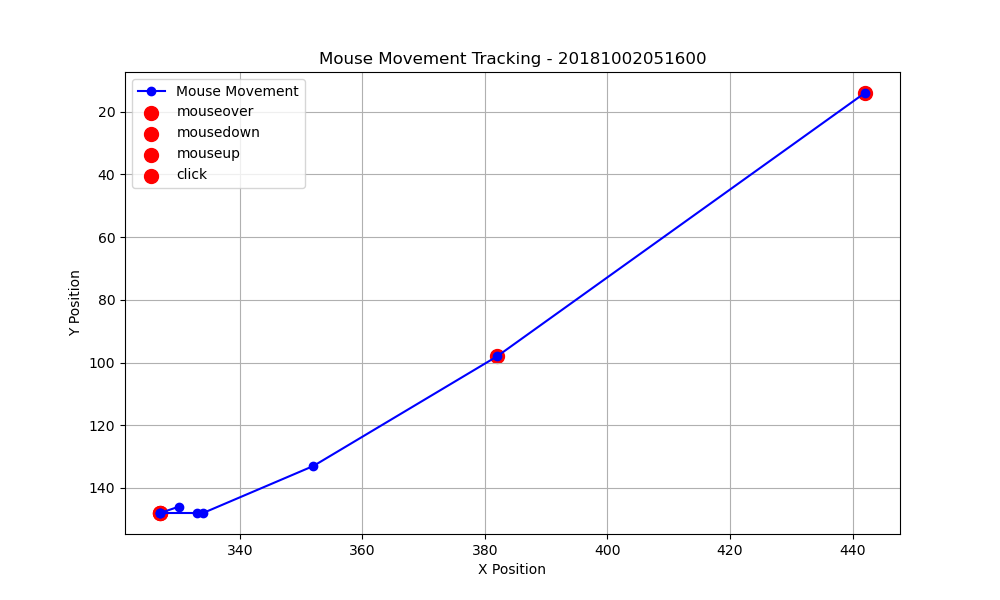 Mouse Movement Tracking - 20181002051600
Mouse Movement
mouseover
mousedown
mouseup
click
20
40
60
80
100
120
140
Y Position
340
360
380
400
420
440
X Position